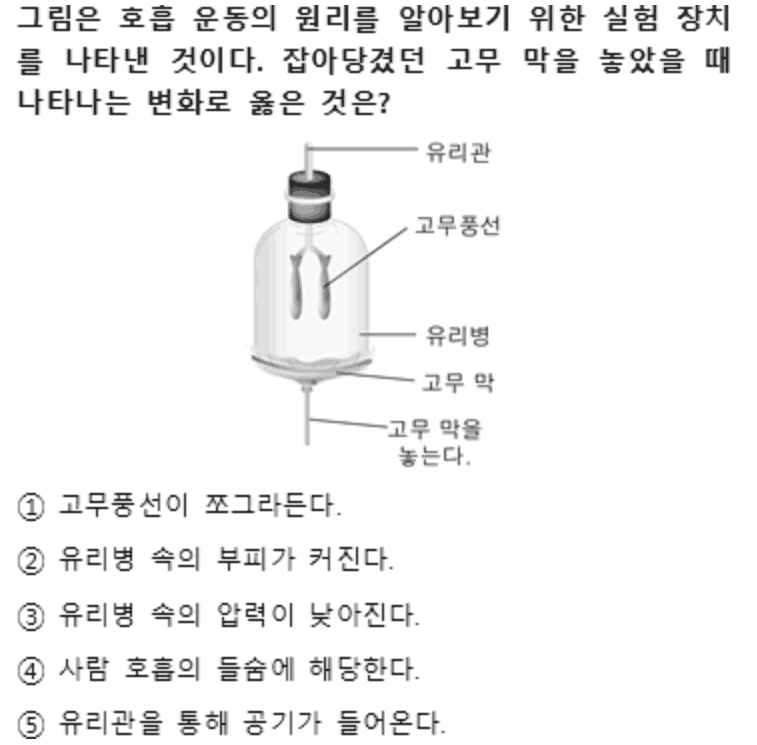 그림은 호흡 운동의 원리를 알아보기 위한 실험 장치
를 나타낸 것이다. 잡아당겼던 고무 막을 놓았을 때
나타나는 변화로 옳은 것은?
유리관
고무풍선
유리병
고무 막
고무 막을
놓는다.
① 고무풍선이 쪼그라든다.
② 유리병 속의 부피가 커진다.
③ 유리병 속의 압력이 낮아진다.
④ 사람 호흡의 들숨에 해당한다.
⑤ 유리관을 통해 공기가 들어온다.